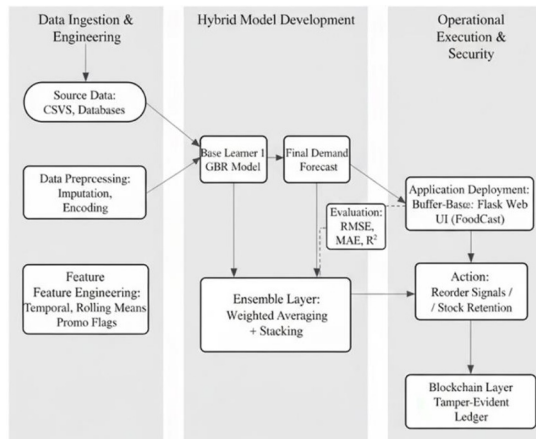 Data Ingestion &
Engineering
Source Data:
CSVS, Databases
Data Preprcessing:
Imputation,
Encoding
Feature
Feature Engineering:
Temporal, Rolling Means
Promo Flags
Hybrid Model Development
Base Learner 1
GBR Model
Final Demand
Forecast
Evaluation:
RMSE,
MAE, R²
Ensemble Layer:
Weighted Averaging
+ Stacking
Operational
Execution &
Security
Application Deployment:
Flask Web
UI (FoodCast)
Action:
Reorder Signals /
/ Stock Retention
Blockchain Layer
Tamper-Evident
Ledger